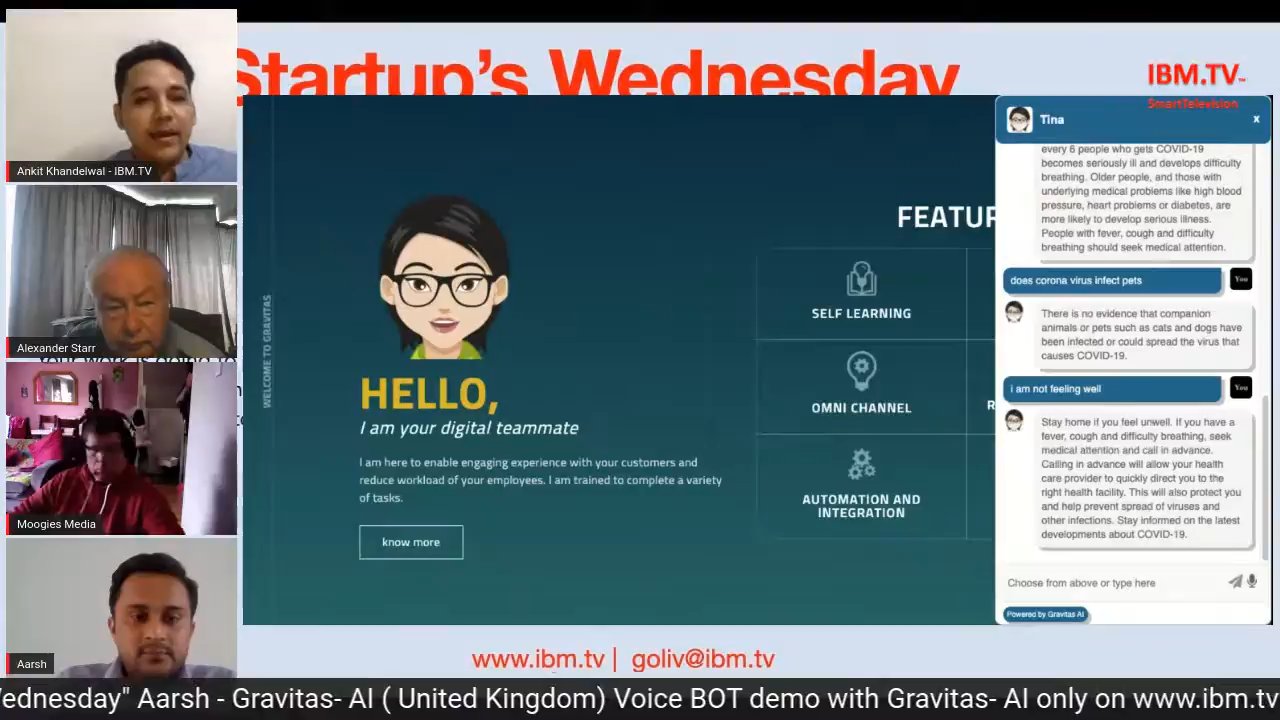 Startup's Wednesday
IBM.TV
SmartTelevision
Ankit Khandelwal - IBM.TV
Alexander Starr
Moogies Media
Aarsh
WELCOME TO GRAVITAS
HELLO,
I am your digital teammate
I am here to enable engaging experience with your customers and
reduce workload of your employees. I am trained to complete a variety
of tasks.
know more
FEATUR
SELF LEARNING
OMNI CHANNEL
R
AUTOMATION AND
INTEGRATION
Tina
x
every 6 people who gets COVID-19
becomes seriously ill and develops difficulty
breathing. Older people, and those with
underlying medical problems like high blood
pressure, heart problems or diabetes, are
more likely to develop serious illness.
People with fever, cough and difficulty
breathing should seek medical attention.
does corona virus infect pets
You
There is no evidence that companion
animals or pets such as cats and dogs have
been infected or could spread the virus that
causes COVID-19.
i am not feeling well
You
Stay home if you feel unwell. If you have a
fever, cough and difficulty breathing, seek
medical attention and call in advance.
Calling in advance will allow your health
care provider to quickly direct you to the
right health facility. This will also protect you
and help prevent spread of viruses and
other infections. Stay informed on the latest
developments about COVID-19.
Choose from above or type here
Powered by Gravitas AI
www.ibm.tv | goliv@ibm.tv
Wednesday" Aarsh - Gravitas- AI ( United Kingdom) Voice BOT demo with Gravitas- AI only on www.ibm.tv